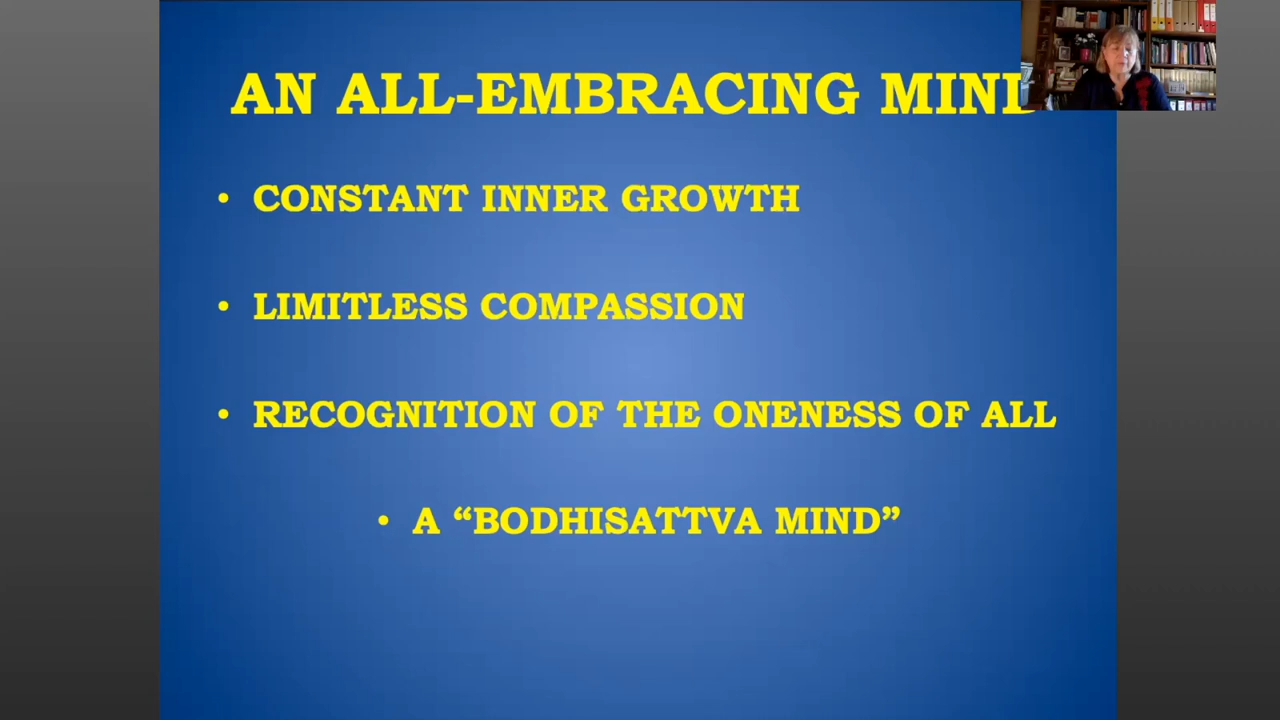 AN ALL-EMBRACING MIND
• CONSTANT INNER GROWTH
• LIMITLESS COMPASSION
• RECOGNITION OF THE ONENESS OF ALL
• A “BODHISATTVA MIND”